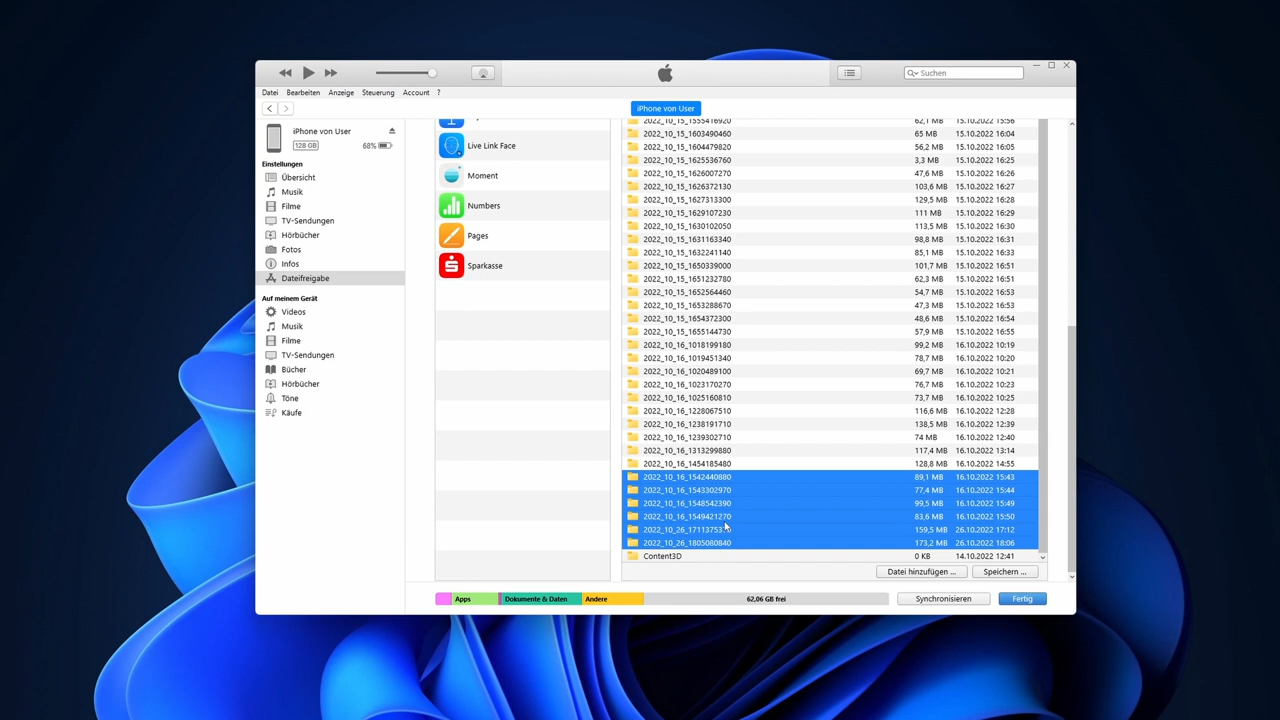 Suchen
Datei Bearbeiten Anzeige Steuerung Account ?
iPhone von User
iPhone von User
128 GB 68%
Einstellungen
Übersicht
Musik
Filme
TV-Sendungen
Hörbücher
Fotos
Infos
Dateifreigabe
Auf meinem Gerät
Videos
Musik
Filme
TV-Sendungen
Bücher
Hörbücher
Töne
Käufe
Live Link Face
Moment
Numbers
Pages
Sparkasse
2022_10_15_1555416920 62,1 MB 15.10.2022 15:56
2022_10_15_1603490460 65 MB 15.10.2022 16:04
2022_10_15_1604479820 56,2 MB 15.10.2022 16:05
2022_10_15_1625536760 3,3 MB 15.10.2022 16:25
2022_10_15_1626007270 47,6 MB 15.10.2022 16:26
2022_10_15_1626372130 103,6 MB 15.10.2022 16:27
2022_10_15_1627313300 129,5 MB 15.10.2022 16:28
2022_10_15_1629107230 111 MB 15.10.2022 16:29
2022_10_15_1630102050 113,5 MB 15.10.2022 16:30
2022_10_15_1631163340 98,8 MB 15.10.2022 16:31
2022_10_15_1632241140 85,1 MB 15.10.2022 16:33
2022_10_15_1650339000 101,7 MB 15.10.2022 16:51
2022_10_15_1651232780 62,3 MB 15.10.2022 16:51
2022_10_15_1652564460 54,7 MB 15.10.2022 16:53
2022_10_15_1653288670 47,3 MB 15.10.2022 16:53
2022_10_15_1654372300 48,6 MB 15.10.2022 16:54
2022_10_15_1655144730 57,9 MB 15.10.2022 16:55
2022_10_16_1018199180 99,2 MB 16.10.2022 10:19
2022_10_16_1019451340 78,7 MB 16.10.2022 10:20
2022_10_16_1020489100 69,7 MB 16.10.2022 10:21
2022_10_16_1023170270 76,7 MB 16.10.2022 10:23
2022_10_16_1025160810 73,7 MB 16.10.2022 10:25
2022_10_16_1228067510 116,6 MB 16.10.2022 12:28
2022_10_16_1238191710 138,5 MB 16.10.2022 12:39
2022_10_16_1239302710 74 MB 16.10.2022 12:40
2022_10_16_1313299880 117,4 MB 16.10.2022 13:14
2022_10_16_1454185480 128,8 MB 16.10.2022 14:55
2022_10_16_1542440880 89,1 MB 16.10.2022 15:43
2022_10_16_1543302970 77,4 MB 16.10.2022 15:44
2022_10_16_1548542390 99,5 MB 16.10.2022 15:49
2022_10_16_1549421270 83,6 MB 16.10.2022 15:50
159,5 MB 26.10.2022 17:12
2022_10_26_1805080840 173,2 MB 26.10.2022 18:06
Content3D 0 KB 14.10.2022 12:41
Datei hinzufügen ... Speichern ...
Apps Dokumente & Daten Andere 62,06 GB frei Synchronisieren Fertig